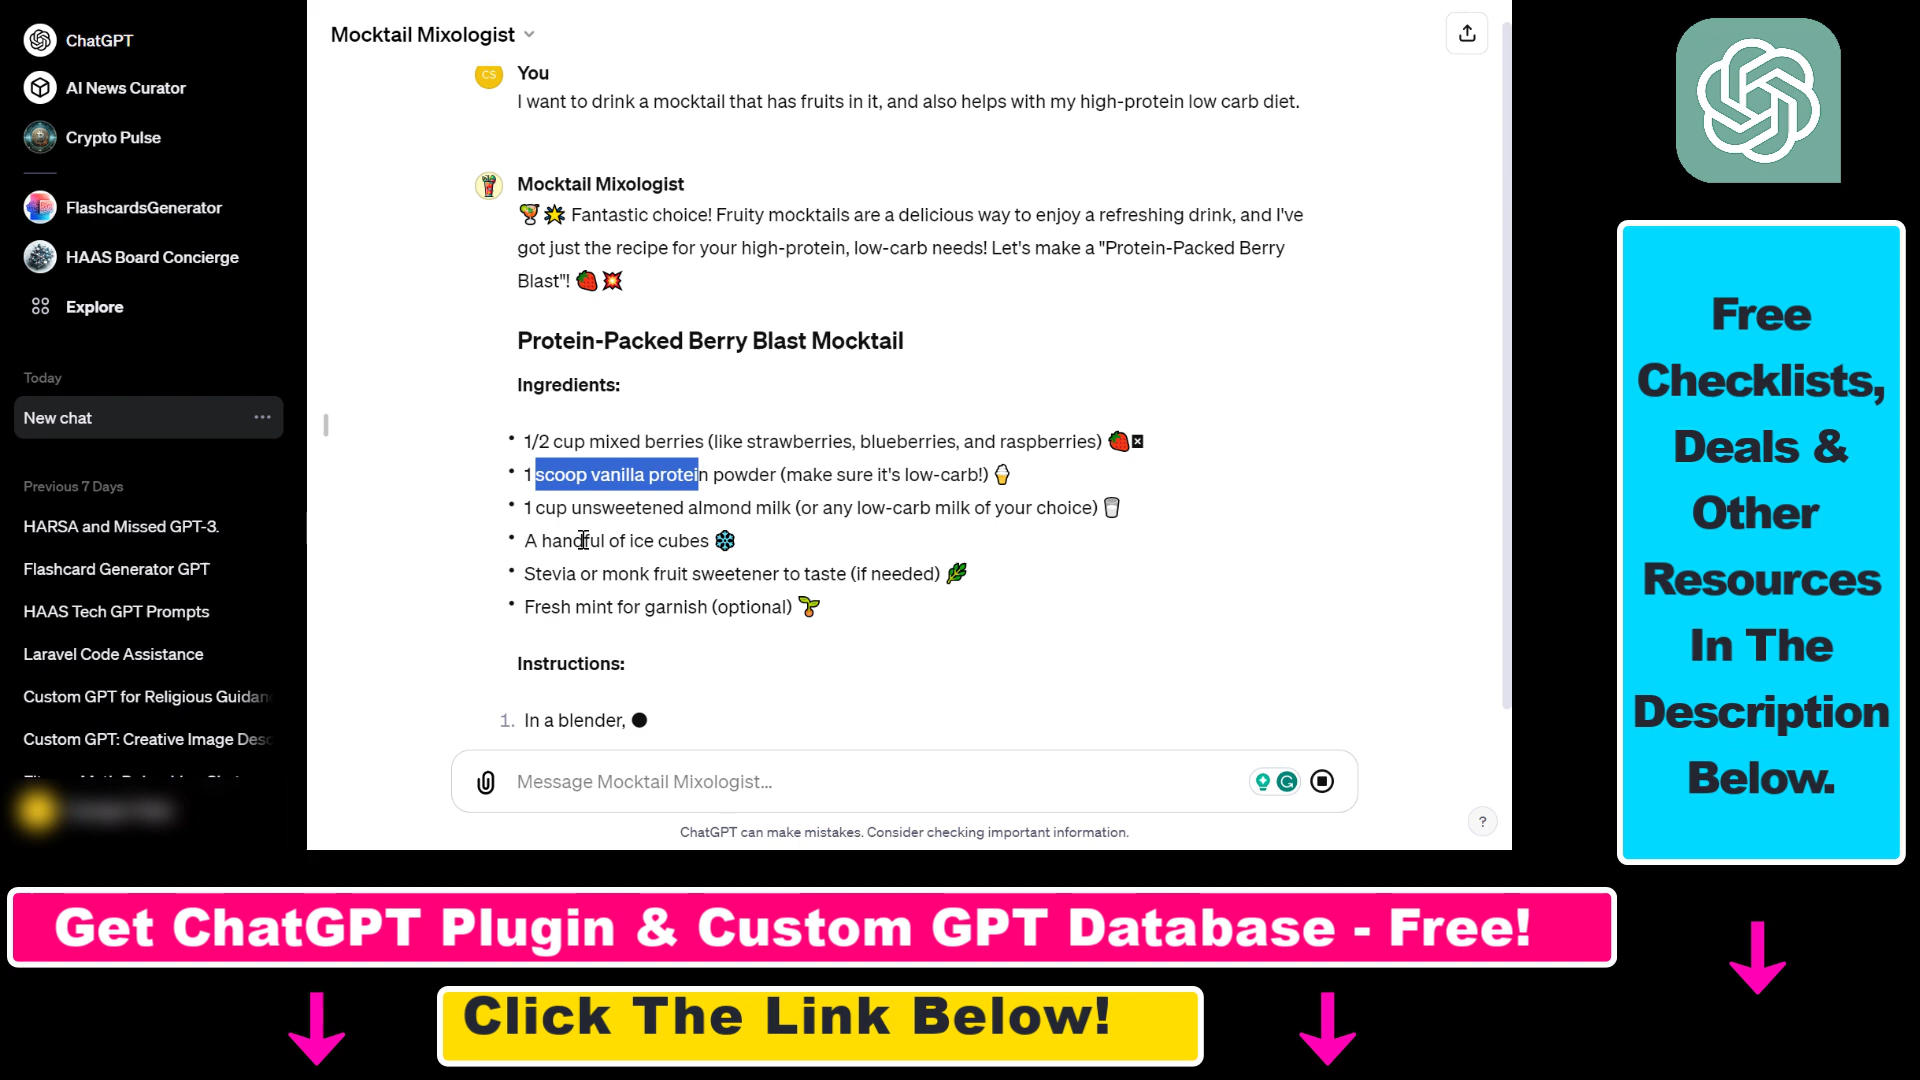 ChatGPT
AI News Curator
Crypto Pulse
FlashcardsGenerator
HAAS Board Concierge
Explore
Today
New chat
Previous 7 Days
HARSA and Missed GPT-3.
Flashcard Generator GPT
HAAS Tech GPT Prompts
Laravel Code Assistance
Custom GPT for Religious Guidan
Custom GPT: Creative Image Desc
Mocktail Mixologist
CS
You
I want to drink a mocktail that has fruits in it, and also helps with my high-protein low carb diet.
Mocktail Mixologist
🍹🌟 Fantastic choice! Fruity mocktails are a delicious way to enjoy a refreshing drink, and I've
got just the recipe for your high-protein, low-carb needs! Let's make a "Protein-Packed Berry
Blast"! 🍓💥
Protein-Packed Berry Blast Mocktail
Ingredients:
• 1/2 cup mixed berries (like strawberries, blueberries, and raspberries) 🍓
• 1 scoop vanilla protein powder (make sure it's low-carb!) 🍦
• 1 cup unsweetened almond milk (or any low-carb milk of your choice) 🥛
• A handful of ice cubes ❄
• Stevia or monk fruit sweetener to taste (if needed) 🌿
• Fresh mint for garnish (optional) 🌱
Instructions:
1. In a blender,
Message Mocktail Mixologist...
ChatGPT can make mistakes. Consider checking important information.
?
Free
Checklists,
Deals &
Other
Resources
In The
Description
Below.
Get ChatGPT Plugin & Custom GPT Database - Free!
Click The Link Below!